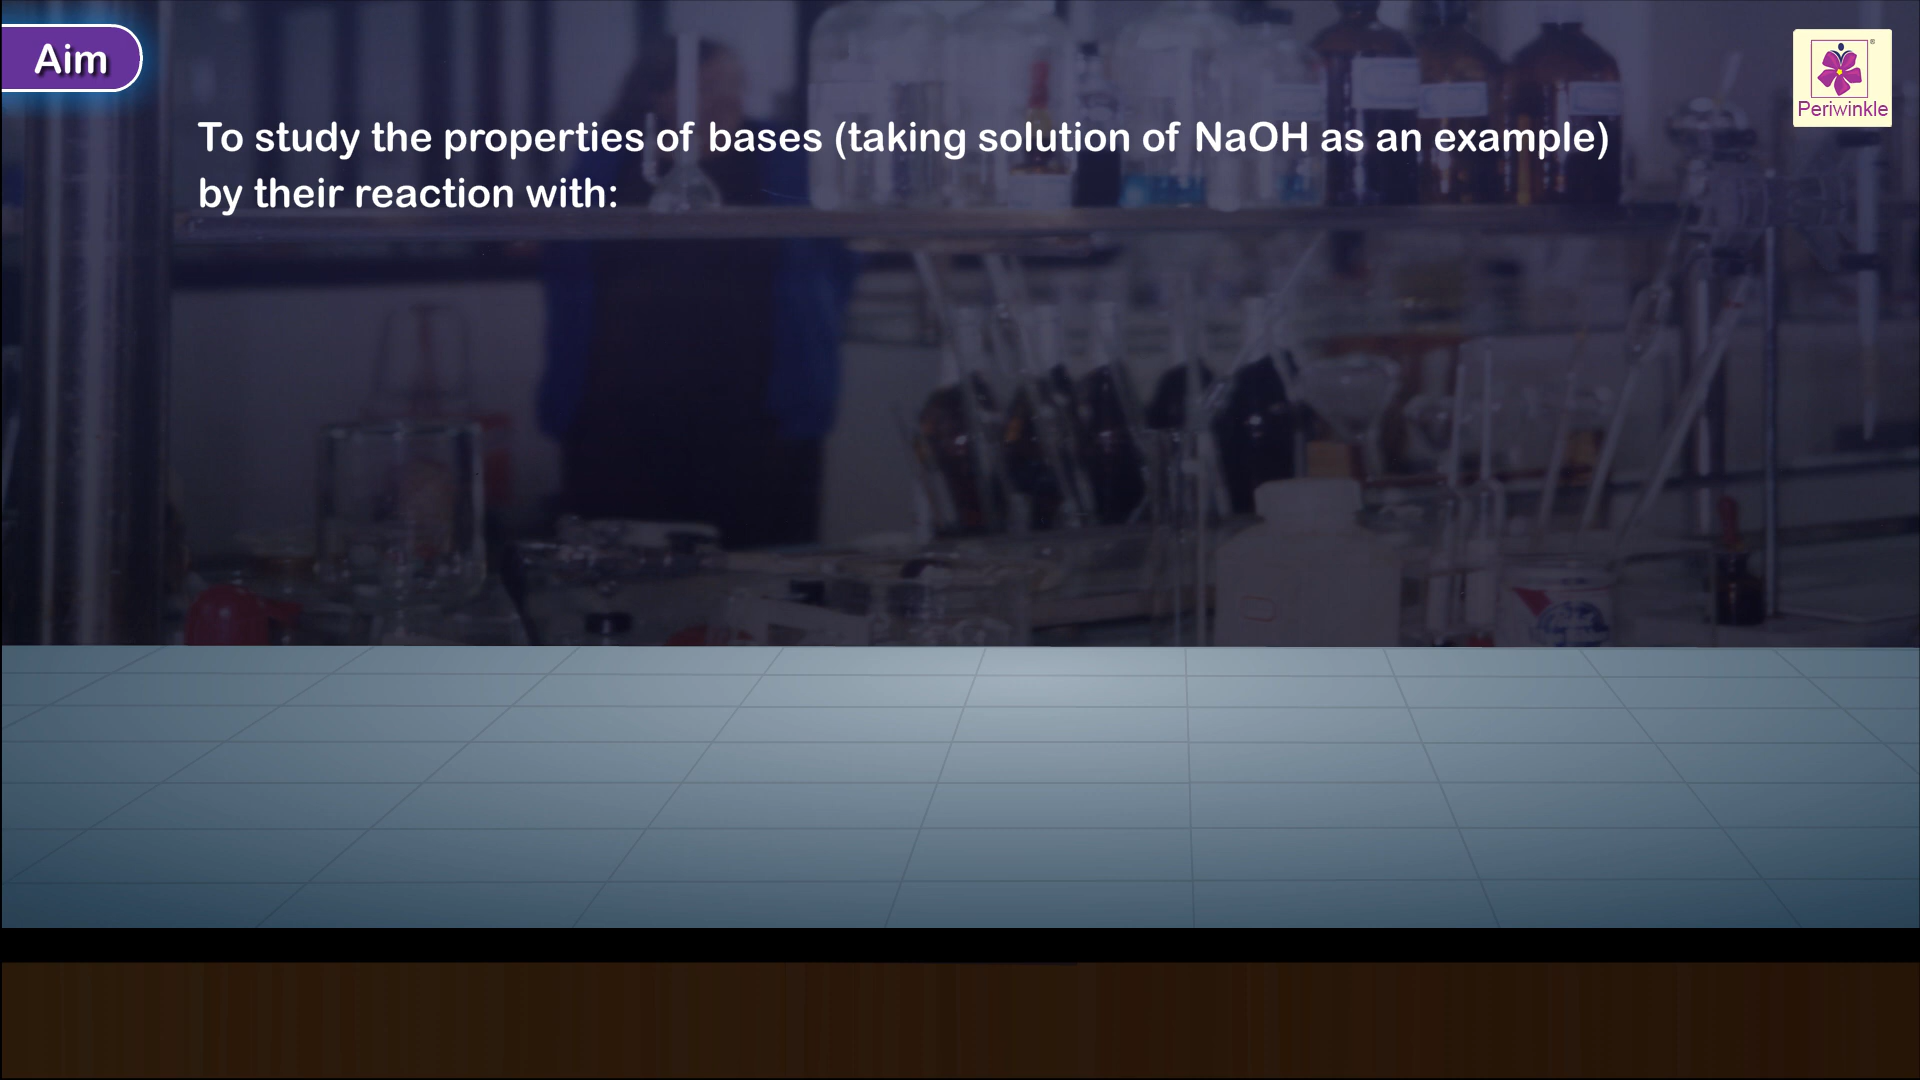 Aim
Periwinkle
To study the properties of bases (taking solution of NaOH as an example)
by their reaction with: